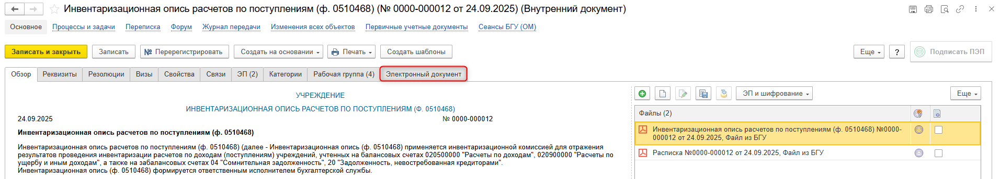 Инвентаризационная опись расчетов по поступлениям (ф. 0510468) (№ 0000-000012 от 24.09.2025) (Внутренний документ)
Основное Процессы и задачи Переписка Форум Журнал передачи Изменения всех объектов Первичные учетные документы Сеансы БГУ (ОМ)
Записать и закрыть Записать № Перерегистрировать Создать на основании Печать Создать шаблоны Еще ? Подписать ПЭП
Обзор Реквизиты Резолюции Визы Свойства Связи ЭП (2) Категории Рабочая группа (4) Электронный документ
УЧРЕЖДЕНИЕ
ИНВЕНТАРИЗАЦИОННАЯ ОПИСЬ РАСЧЕТОВ ПО ПОСТУПЛЕНИЯМ (Ф. 0510468)
24.09.2025 № 0000-000012
Инвентаризационная опись расчетов по поступлениям (ф. 0510468)
Инвентаризационная опись расчетов по поступлениям (ф. 0510468) (далее - Инвентаризационная опись (ф. 0510468) применяется инвентаризационной комиссией для отражения
результатов проведения инвентаризации расчетов по доходам (поступлениям) учреждений, учтенных на балансовых счетах 020500000 "Расчеты по доходам", 020900000 "Расчеты по
ущербу и иным доходам", а также на забалансовых счетах 04 "Сомнительная задолженность", 20 "Задолженность, невостребованная кредиторами".
Инвентаризационная опись (ф. 0510468) формируется ответственным исполнителем бухгалтерской службы.
ЭП и шифрование Еще
Файлы (2)
Инвентаризационная опись расчетов по поступлениям (ф. 0510468) №0000-
000012 от 24.09.2025, Файл из БГУ
Расписка №0000-000012 от 24.09.2025, Файл из БГУ